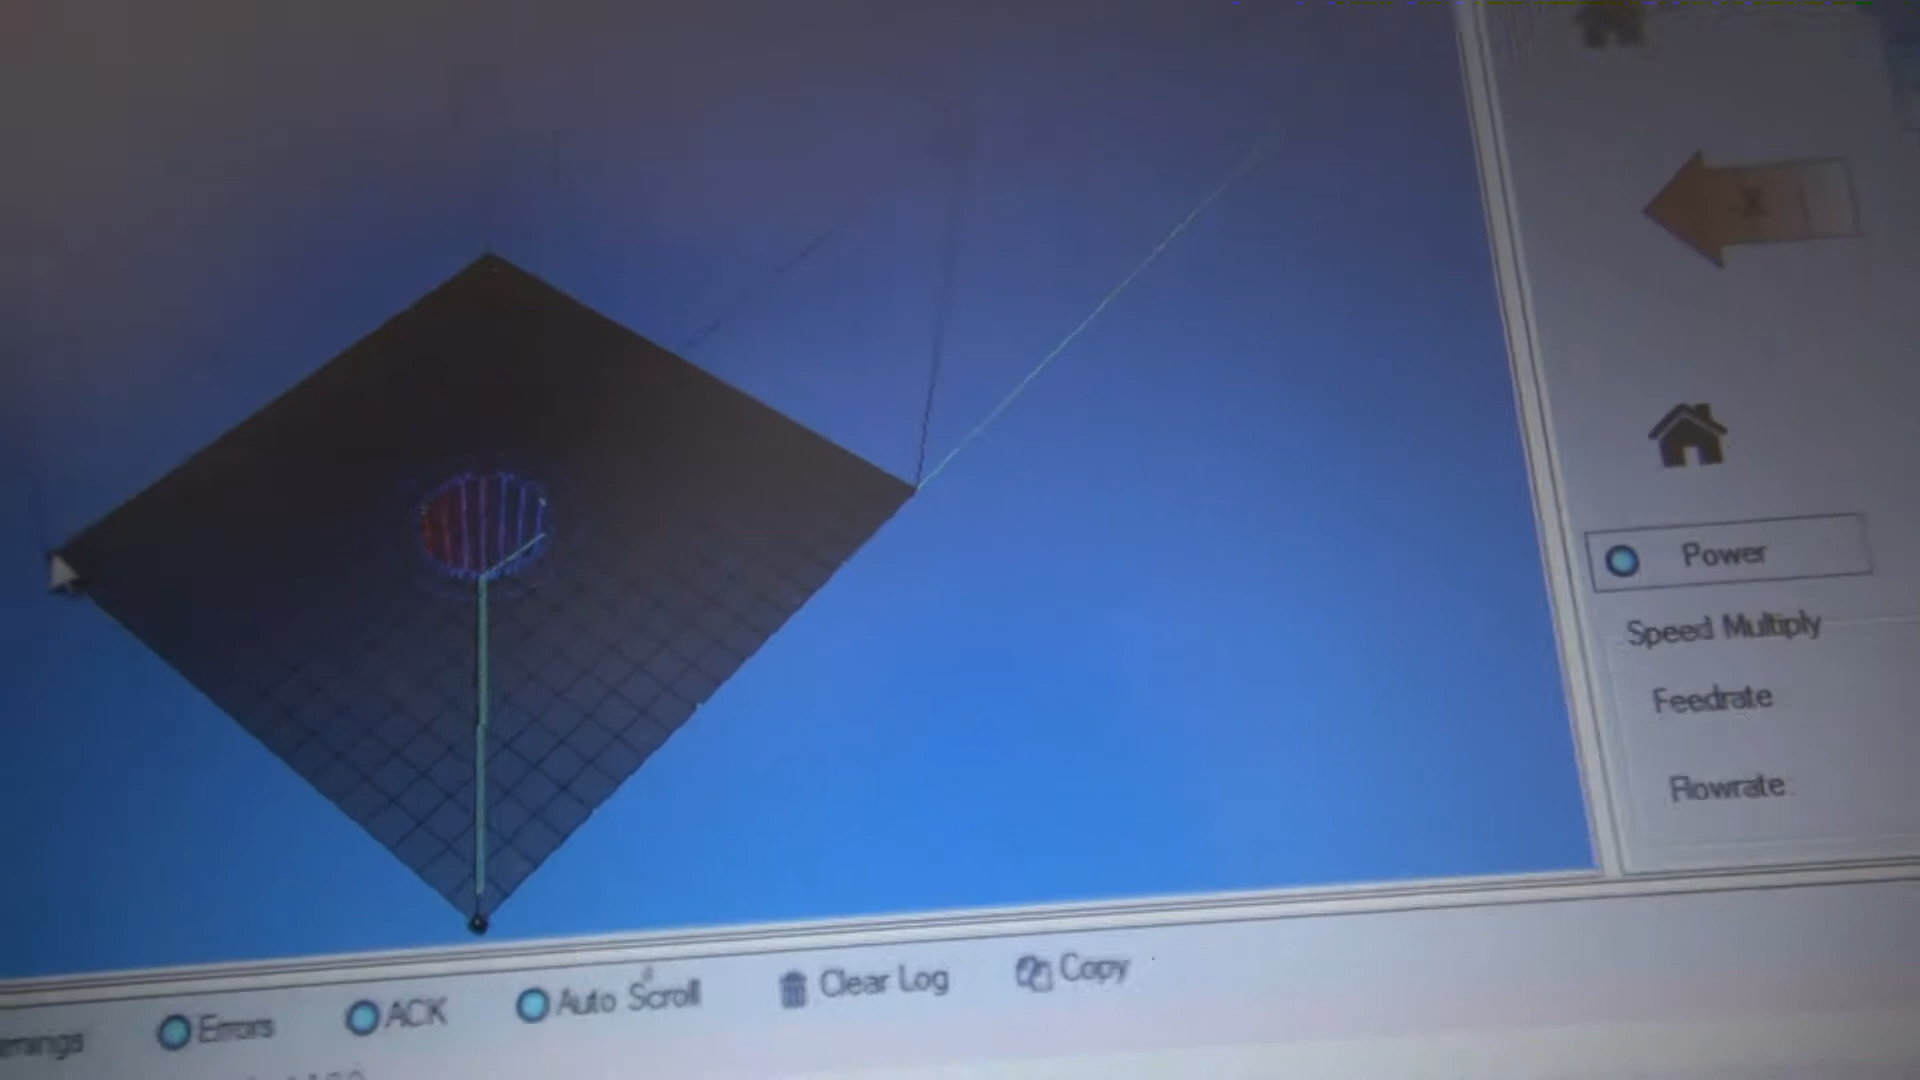 X
Power
Speed Multiply
Feedrate
Flowrate:
Errors
ACK
Auto Scroll
Clear Log
Copy